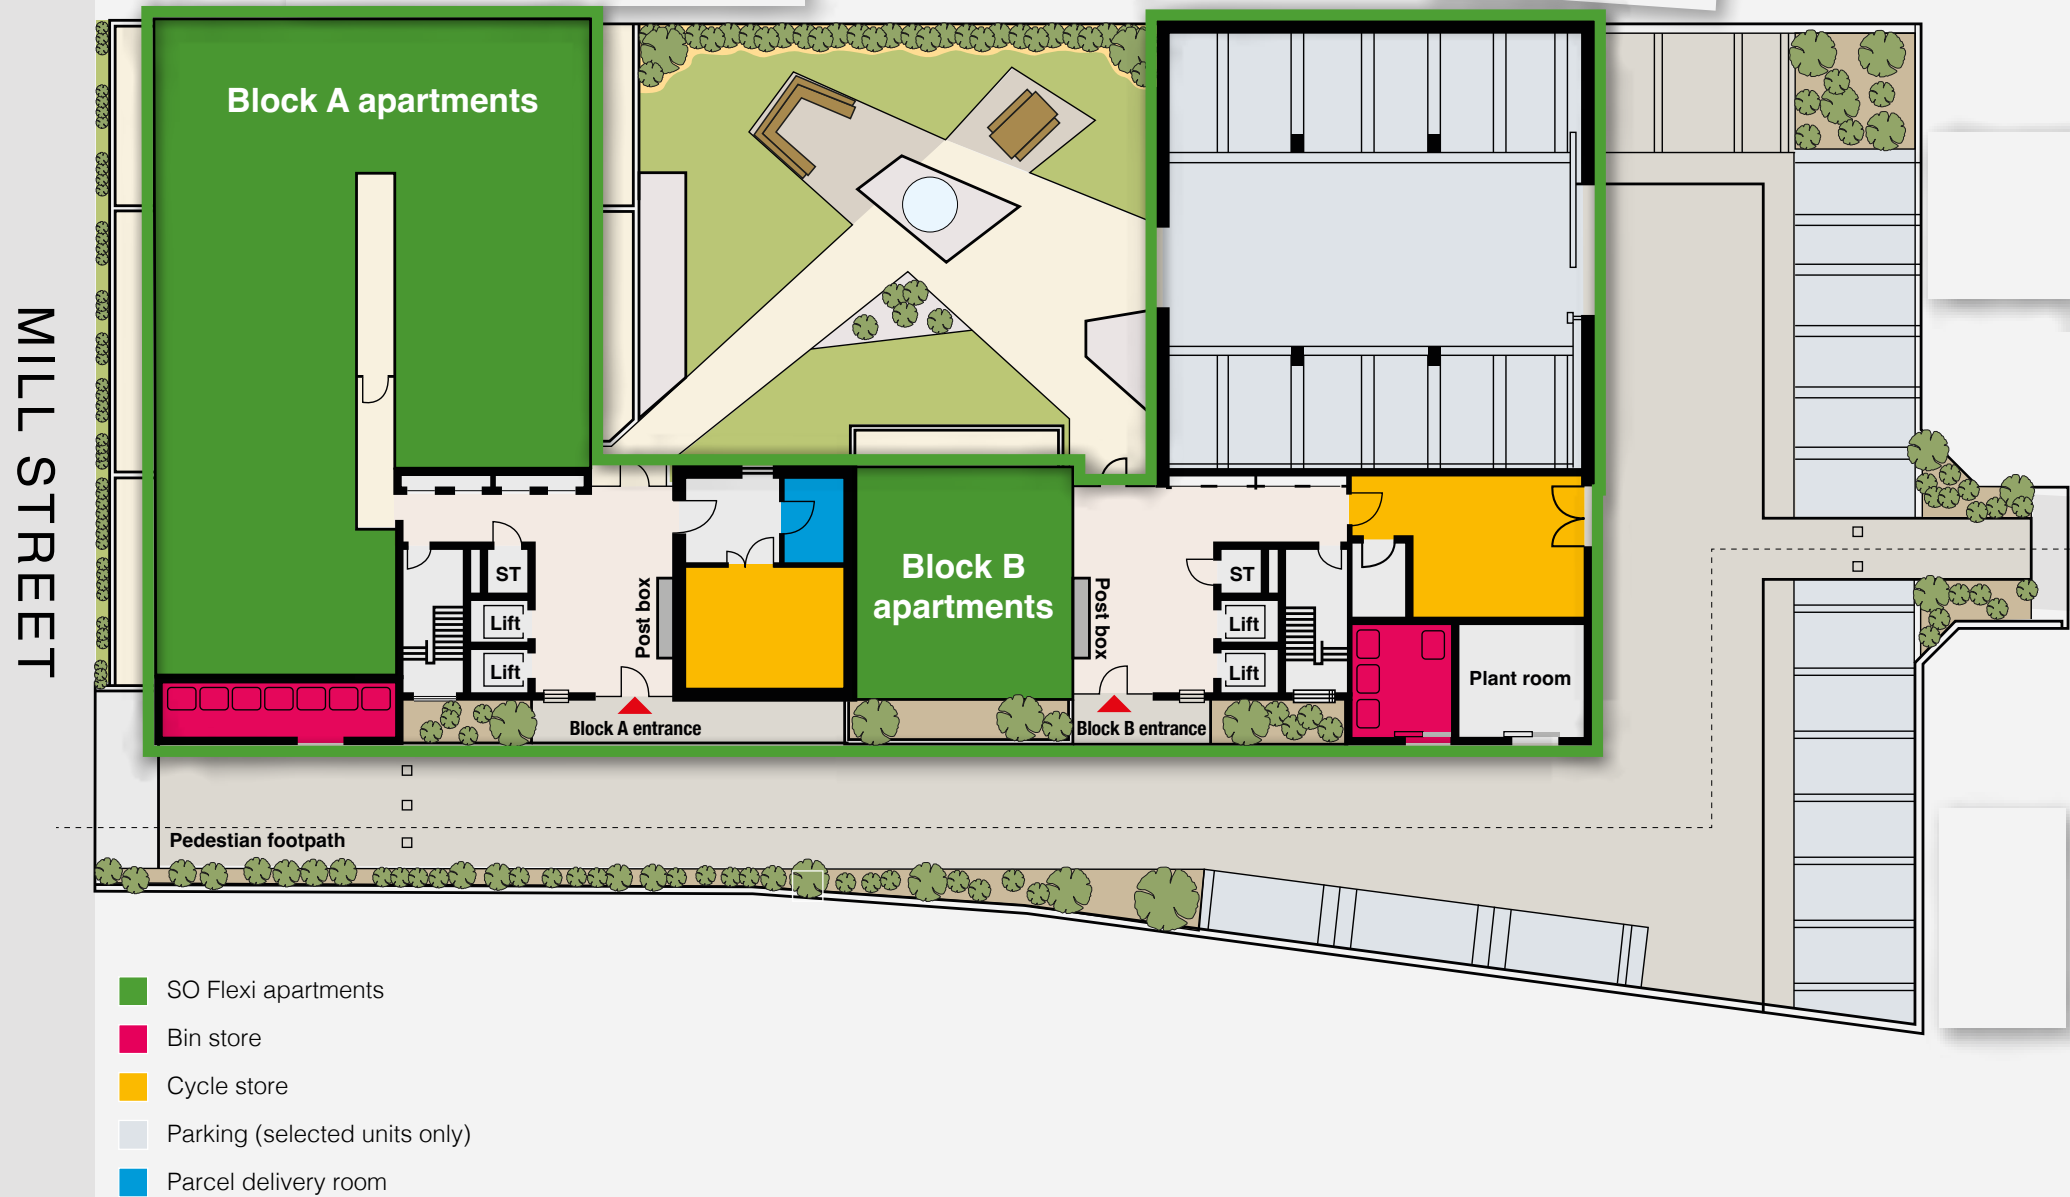 MILL STREET
Block A apartments
ST
Lift
Lift
Post box
Block B
apartments
Post box
ST
Lift
Lift
Plant room
Block A entrance
Block B entrance
Pedestian footpath
SO Flexi apartments
Bin store
Cycle store
Parking (selected units only)
Parcel delivery room